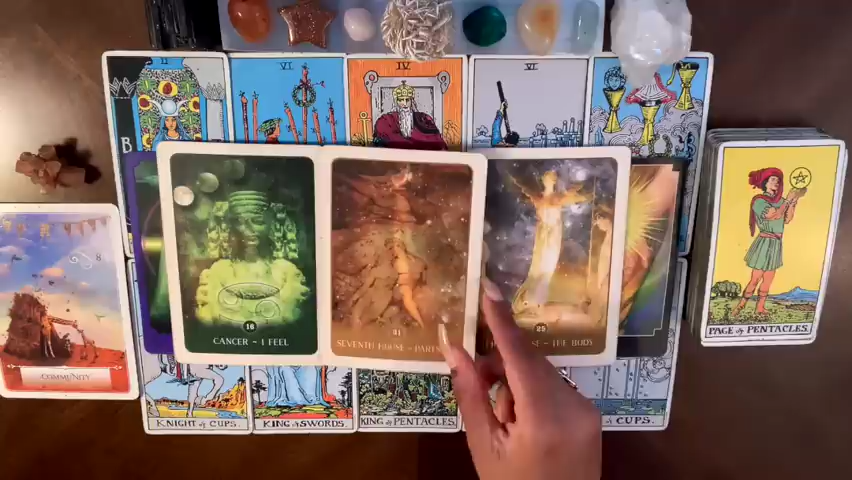 II
VI
IV
VI
B
8
COMMUNITY
16
CANCER ~ I FEEL
31
SEVENTH HOUSE ~
25
~ THE BODY
PAGE of PENTACLES.
KNIGHT of CUPS.
KING of SWORDS.
KING of PENTACLES.
CUPS.